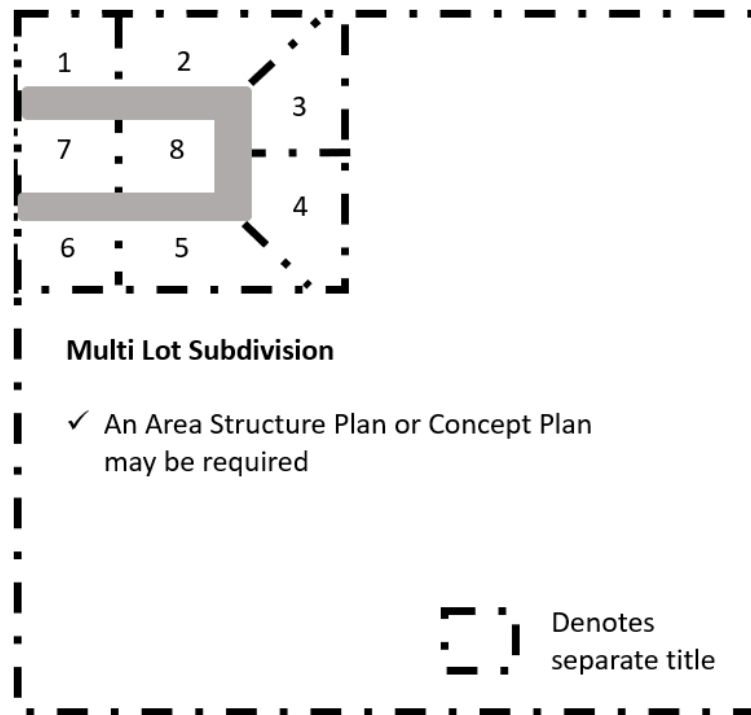 1
2
3
7
8
4
6
5
Multi Lot Subdivision
✓ An Area Structure Plan or Concept Plan
may be required
Denotes
separate title